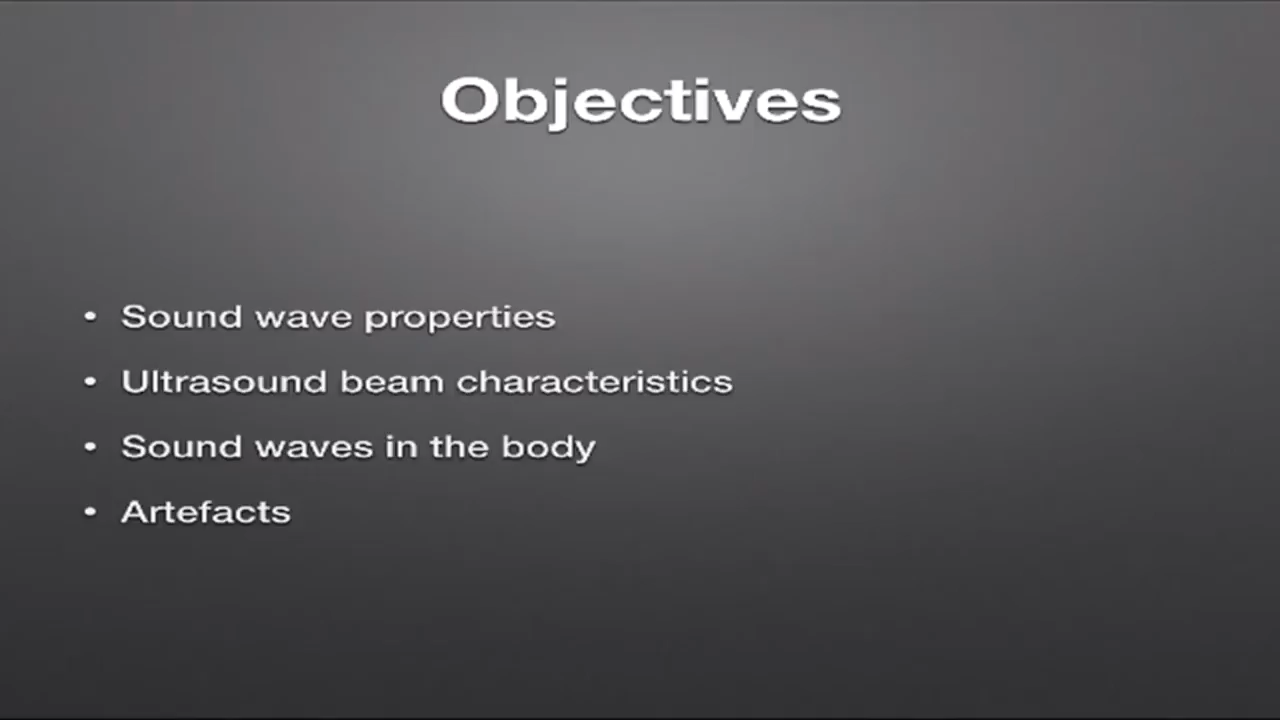 Objectives
• Sound wave properties
• Ultrasound beam characteristics
• Sound waves in the body
• Artefacts